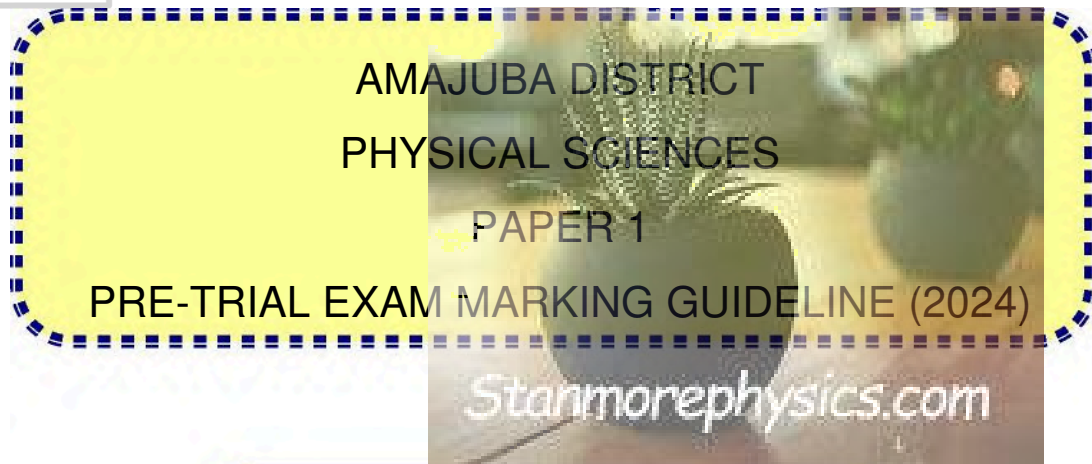 AMAJUBA DISTRICT
PHYSICAL SCIENCES
PAPER 1
PRE-TRIAL EXAM MARKING GUIDELINE (2024)
Stanmorephysics.com